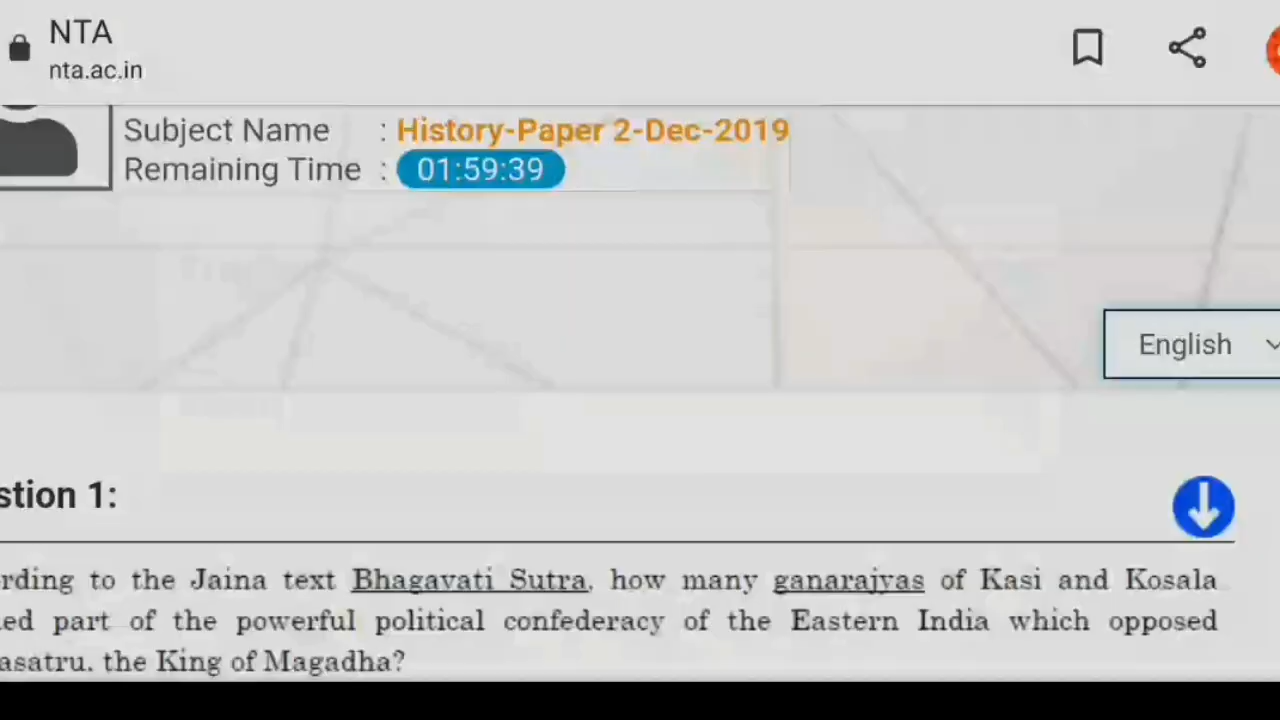 NTA
nta.ac.in
Subject Name : History-Paper 2-Dec-2019
Remaining Time : 01:59:39
English
stion 1:
rding to the Jaina text Bhagavati Sutra, how many ganarajyas of Kasi and Kosala
ed part of the powerful political confederacy of the Eastern India which opposed
asatru. the King of Magadha?